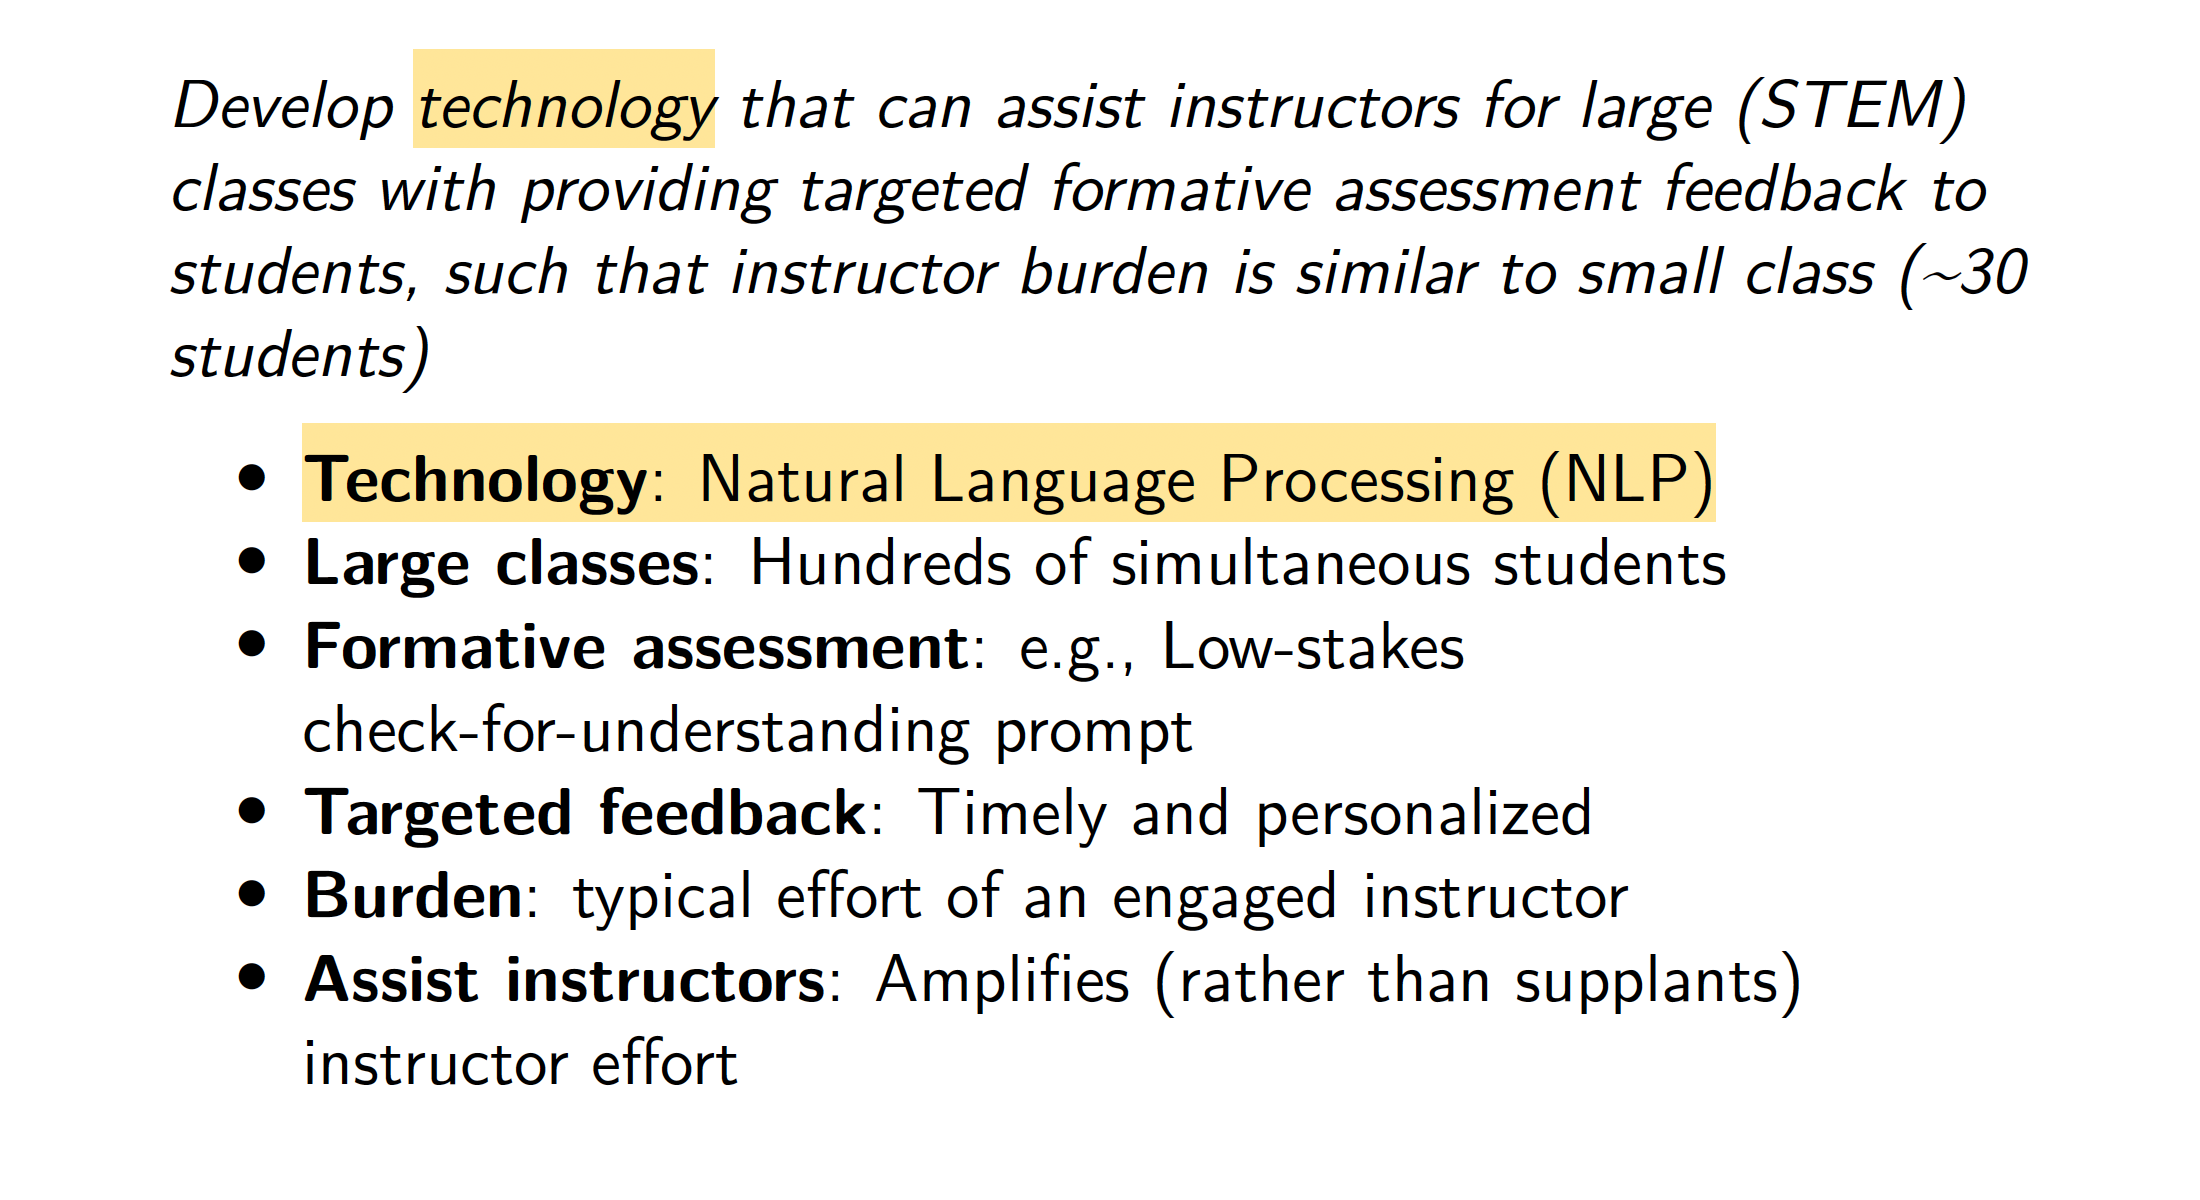 Develop technology that can assist instructors for large (STEM)
classes with providing targeted formative assessment feedback to
students, such that instructor burden is similar to small class (~30
students)
• Technology: Natural Language Processing (NLP)
• Large classes: Hundreds of simultaneous students
• Formative assessment: e.g., Low-stakes
check-for-understanding prompt
• Targeted feedback: Timely and personalized
• Burden: typical effort of an engaged instructor
• Assist instructors: Amplifies (rather than supplants)
instructor effort